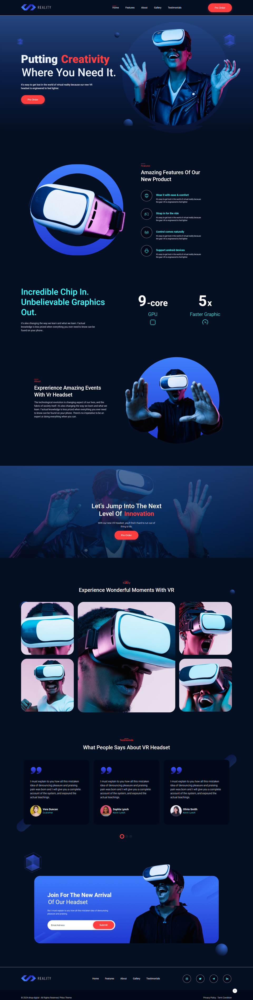 REALITY
Home Features About Gallery Testimonials
Pre Order
Putting Creativity
Where You Need It.
It's easy to get lost in the world of virtual reality because our new VR
headset is engineered to feel lighter.
Pre Order
Features
Amazing Features Of Our
New Product
Wear it with ease & comfort
It's easy to get lost in the world of virtual reality because
the gear VR is engineered to feel lighter
Strap in for the ride
It's easy to get lost in the world of virtual reality because
the gear VR is engineered to feel lighter
Control comes naturally
It's easy to get lost in the world of virtual reality because
the gear VR is engineered to feel lighter
Support android devices
it's easy to get lost in the world of virtual reality because
the gear VR is engineered to feel lighter
Incredible Chip In.
Unbelievable Graphics
Out.
it's also changing the way we learn and what we learn. Factual
knowledge is less prized when everything you ever need to know can be
found on your phone..
9-core
GPU
5x
Faster Graphic
About
Exprerience Amazing Events
With Vr Headset
The technological revolution is changing aspect of our lives, and the
fabric of society itself. it's also changing the way we learn and what we
learn. Factual knowledge is less prized when everything you ever need
to know can be found on your phone. There's no imperative to be an
expert at doing everything when you can.
Let's Jump Into The Next
Level Of Innovation
With our new VR headset, you'll find it hard to run out of
thing to do.
Pre Order
Gallery
Experience Wonderful Moments With VR
Testimonials
What People Says About VR Headset
I must explain to you how all this mistaken
idea of denouncing pleasure and praising
pain was born and I will give you a complete
account of the system, and expound the
actual teachings.
Vera Duncan
Customer
I must explain to you how all this mistaken
idea of denouncing pleasure and praising
pain was born and I will give you a complete
account of the system, and expound the
actual teachings.
Sophia Lynch
Kevin Lynch
I must explain to you how all this mistaken
idea of denouncing pleasure and praising
pain was born and I will give you a complete
account of the system, and expound the
actual teachings.
Olivia Smith
Kevin Lynch
Join For The New Arrival
Of Our Headset
But I must explain to you how all this mistaken idea of denouncing
pleasure and praising.
Email Adrress
Submit
REALITY
Home Features About Gallery Testimonials
© 2024 shop-digital - All Rights Reserved. Phlox Theme
Privacy Policy . Term Condition